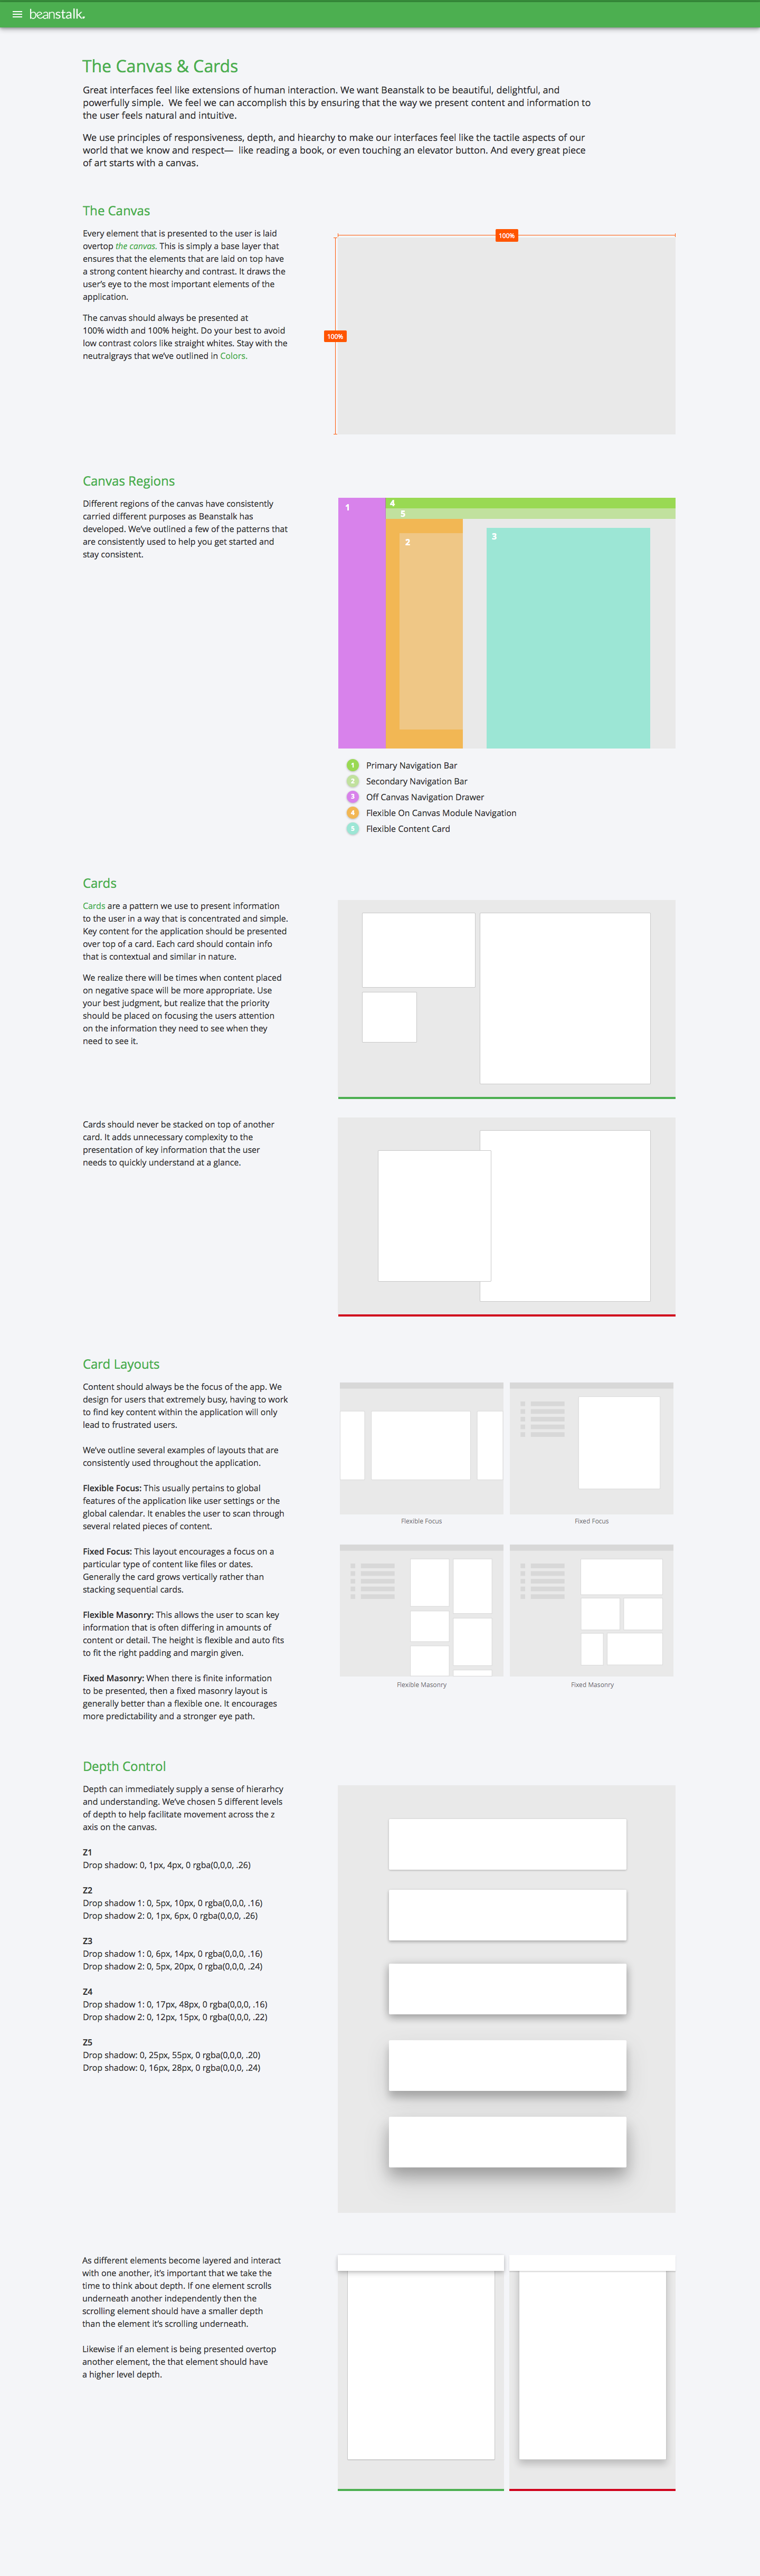 beanstalk.
The Canvas & Cards
Great interfaces feel like extensions of human interaction. We want Beanstalk to be beautiful, delightful, and
powerfully simple.  We feel we can accomplish this by ensuring that the way we present content and information to
the user feels natural and intuitive.
We use principles of responsiveness, depth, and hiearchy to make our interfaces feel like the tactile aspects of our
world that we know and respect—  like reading a book, or even touching an elevator button. And every great piece
of art starts with a canvas.
The Canvas
Every element that is presented to the user is laid
overtop the canvas. This is simply a base layer that
ensures that the elements that are laid on top have
a strong content hiearchy and contrast. It draws the
user's eye to the most important elements of the
application.
The canvas should always be presented at
100% width and 100% height. Do your best to avoid
low contrast colors like straight whites. Stay with the
neutralgrays that we've outlined in Colors.
100%
100%
Canvas Regions
Different regions of the canvas have consistently
carried different purposes as Beanstalk has
developed. We've outlined a few of the patterns that
are consistently used to help you get started and
stay consistent.
1
4
5
2
3
1 Primary Navigation Bar
2 Secondary Navigation Bar
3 Off Canvas Navigation Drawer
4 Flexible On Canvas Module Navigation
5 Flexible Content Card
Cards
Cards are a pattern we use to present information
to the user in a way that is concentrated and simple.
Key content for the application should be presented
over top of a card. Each card should contain info
that is contextual and similar in nature.
We realize there will be times when content placed
on negative space will be more appropriate. Use
your best judgment, but realize that the priority
should be placed on focusing the users attention
on the information they need to see when they
need to see it.
Cards should never be stacked on top of another
card. It adds unnecessary complexity to the
presentation of key information that the user
needs to quickly understand at a glance.
Card Layouts
Content should always be the focus of the app. We
design for users that extremely busy, having to work
to find key content within the application will only
lead to frustrated users.
We've outline several examples of layouts that are
consistently used throughout the application.
Flexible Focus: This usually pertains to global
features of the application like user settings or the
global calendar. It enables the user to scan through
several related pieces of content.
Fixed Focus: This layout encourages a focus on a
particular type of content like files or dates.
Generally the card grows vertically rather than
stacking sequential cards.
Flexible Masonry: This allows the user to scan key
information that is often differing in amounts of
content or detail. The height is flexible and auto fits
to fit the right padding and margin given.
Fixed Masonry: When there is finite information
to be presented, then a fixed masonry layout is
generally better than a flexible one. It encourages
more predictability and a stronger eye path.
Flexible Focus
Fixed Focus
Flexible Masonry
Fixed Masonry
Depth Control
Depth can immediately supply a sense of hierarhcy
and understanding. We've chosen 5 different levels
of depth to help facilitate movement across the z
axis on the canvas.
Z1
Drop shadow: 0, 1px, 4px, 0 rgba(0,0,0, .26)
Z2
Drop shadow 1: 0, 5px, 10px, 0 rgba(0,0,0, .16)
Drop shadow 2: 0, 1px, 6px, 0 rgba(0,0,0, .26)
Z3
Drop shadow 1: 0, 6px, 14px, 0 rgba(0,0,0, .16)
Drop shadow 2: 0, 5px, 20px, 0 rgba(0,0,0, .24)
Z4
Drop shadow 1: 0, 17px, 48px, 0 rgba(0,0,0, .16)
Drop shadow 2: 0, 12px, 15px, 0 rgba(0,0,0, .22)
Z5
Drop shadow: 0, 25px, 55px, 0 rgba(0,0,0, .20)
Drop shadow: 0, 16px, 28px, 0 rgba(0,0,0, .24)
As different elements become layered and interact
with one another, it's important that we take the
time to think about depth. If one element scrolls
underneath another independently then the
scrolling element should have a smaller depth
than the element it's scrolling underneath.
Likewise if an element is being presented overtop
another element, the that element should have
a higher level depth.